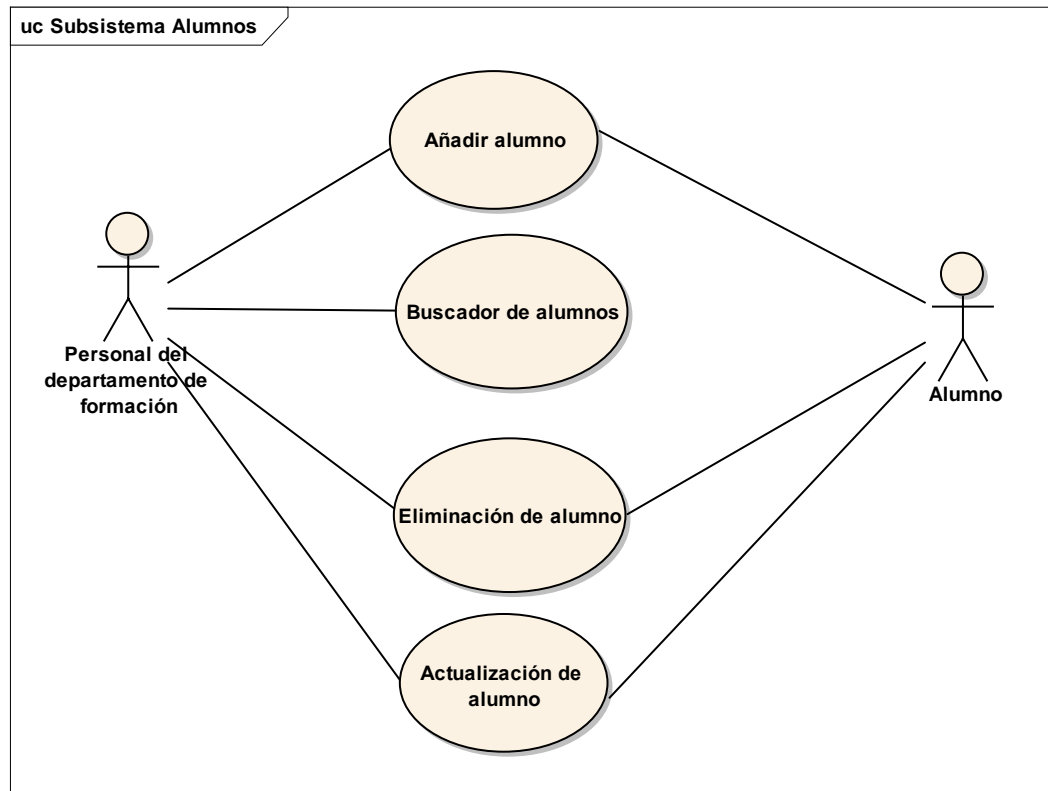 uc Subsistema Alumnos
Añadir alumno
Buscador de alumnos
Personal del
departamento de
formación
Alumno
Eliminación de alumno
Actualización de
alumno